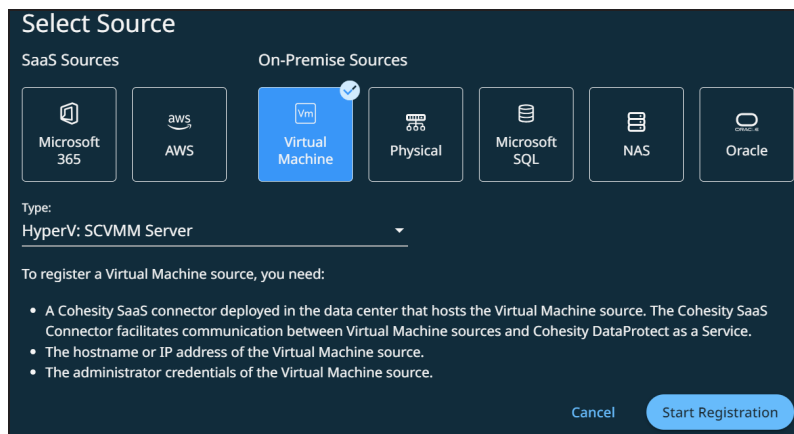 Select Source
SaaS Sources
On-Premise Sources
Microsoft
365
aws
AWS
Vm
Virtual
Machine
Physical
Microsoft
SQL
NAS
ORACLE
Oracle
Type:
HyperV: SCVMM Server
To register a Virtual Machine source, you need:
• A Cohesity SaaS connector deployed in the data center that hosts the Virtual Machine source. The Cohesity SaaS
Connector facilitates communication between Virtual Machine sources and Cohesity DataProtect as a Service.
• The hostname or IP address of the Virtual Machine source.
• The administrator credentials of the Virtual Machine source.
Cancel
Start Registration